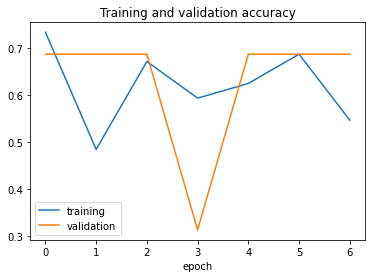 Training and validation accuracy
0.7
0.6
0.5
0.4
0.3
training
validation
0 1 2 3 4 5 6
epoch